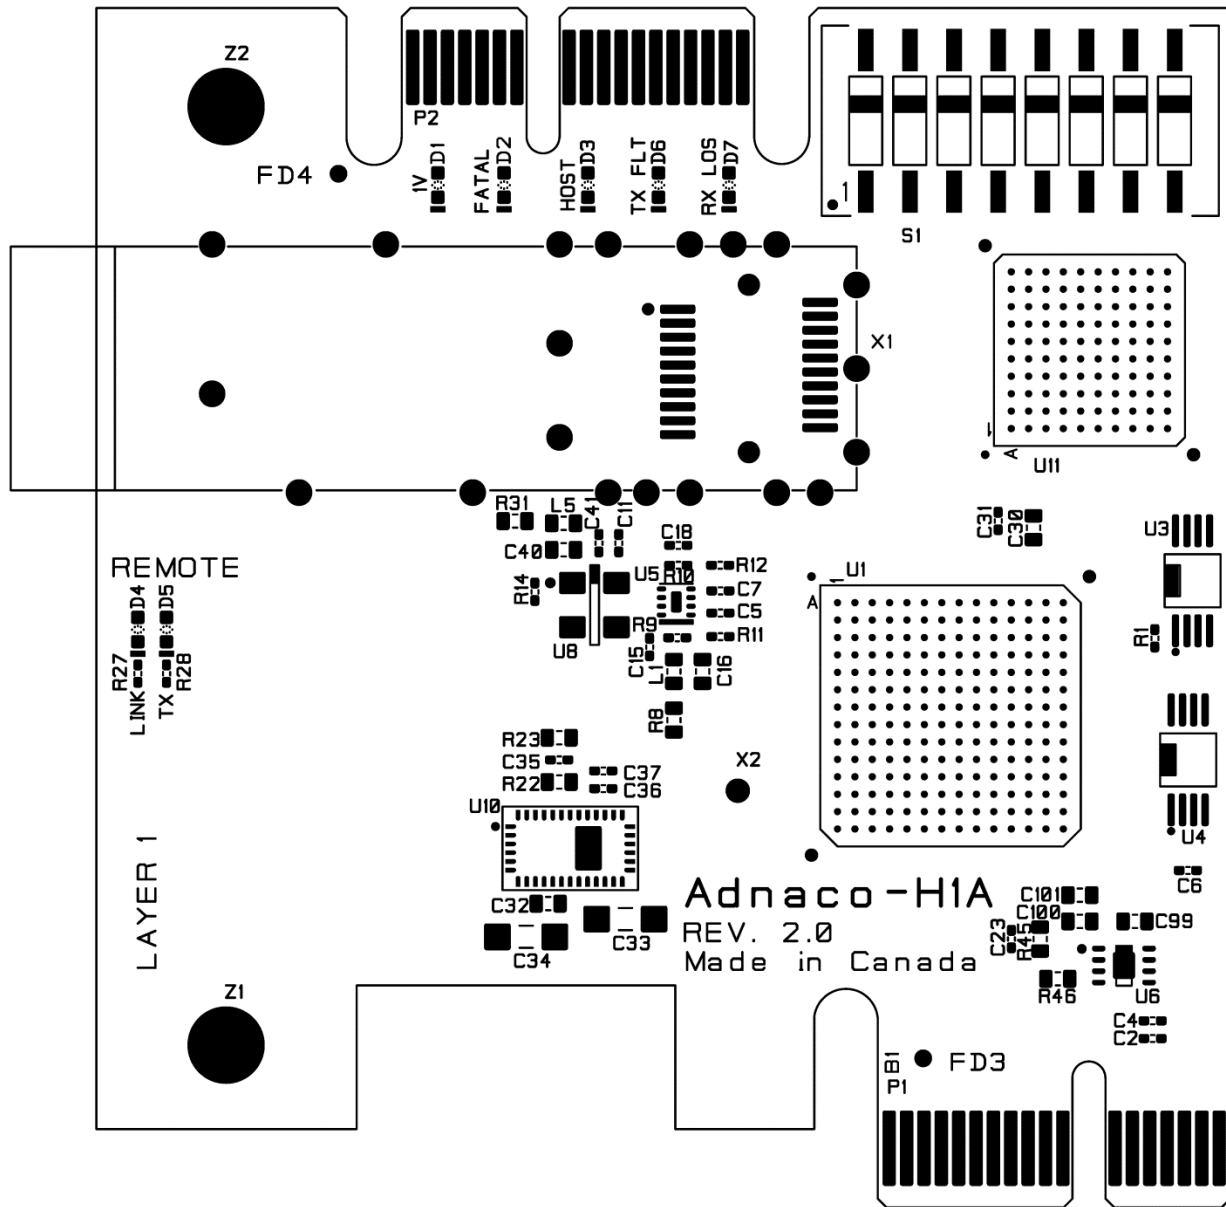 Z2
P2
FD4
1V
D1
FATAL
D2
HOST
D3
TX FLT
D6
RX LOS
D7
1
S1
X1
1
A
U11
R31
L5
C41
C11
C40
C18
C31
C30
U3
REMOTE
R14
U5
R10
R12
U1
1
A
D4
D5
C7
C5
R9
R11
R1
U8
C15
L1
C16
R27
R28
LINK
TX
R8
R23
C35
R22
C37
C36
X2
U10
U4
LAYER 1
C6
Adnaco-H1A
REV. 2.0
Made in Canada
C32
C33
C34
C101
C100
C99
C23
R45
R46
U6
Z1
C4
C2
B1
P1
FD3